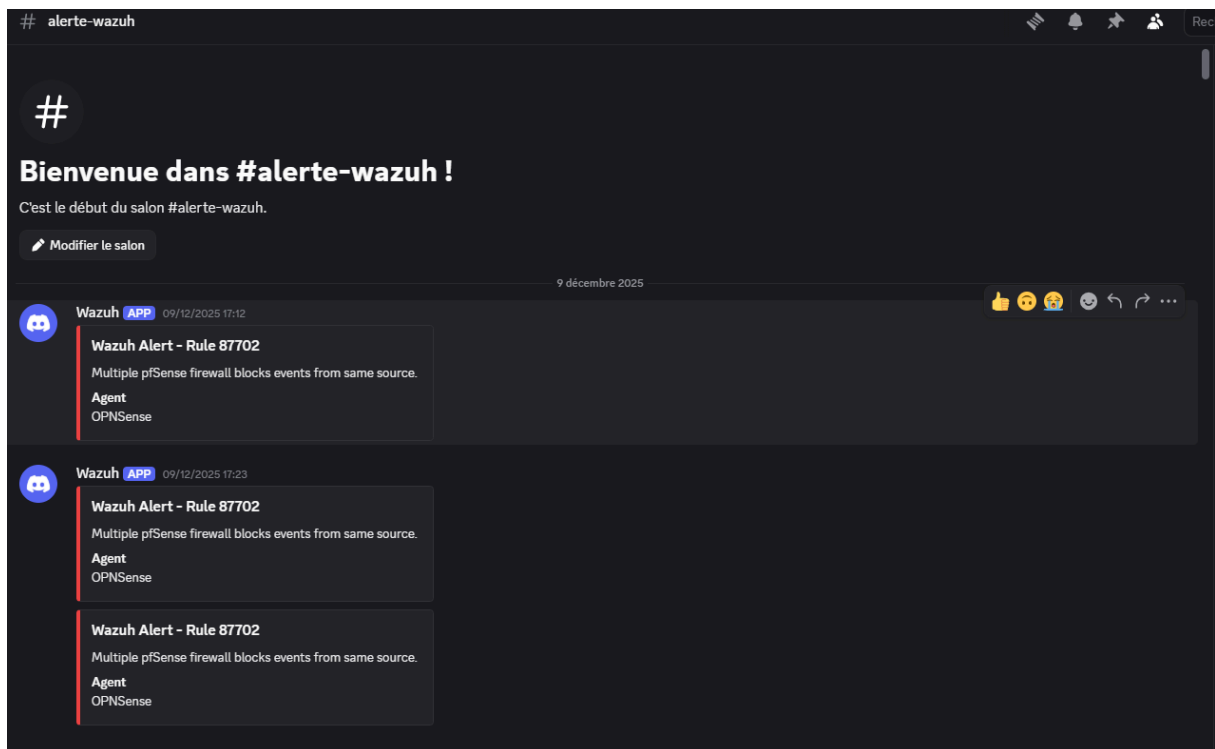 # alerte-wazuh
Rec
#
Bienvenue dans #alerte-wazuh !
C'est le début du salon #alerte-wazuh.
Modifier le salon
9 décembre 2025
Wazuh APP 09/12/2025 17:12
Wazuh Alert - Rule 87702
Multiple pfSense firewall blocks events from same source.
Agent
OPNSense
Wazuh APP 09/12/2025 17:23
Wazuh Alert - Rule 87702
Multiple pfSense firewall blocks events from same source.
Agent
OPNSense
Wazuh Alert - Rule 87702
Multiple pfSense firewall blocks events from same source.
Agent
OPNSense